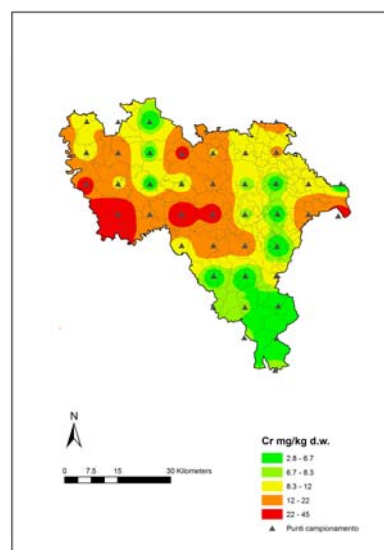 N
0 7.5 15 30 Kilometers
Cr mg/kg d.w.
2.8 - 6.7
6.7 - 8.3
8.3 - 12
12 - 22
22 - 45
Punti campionamento